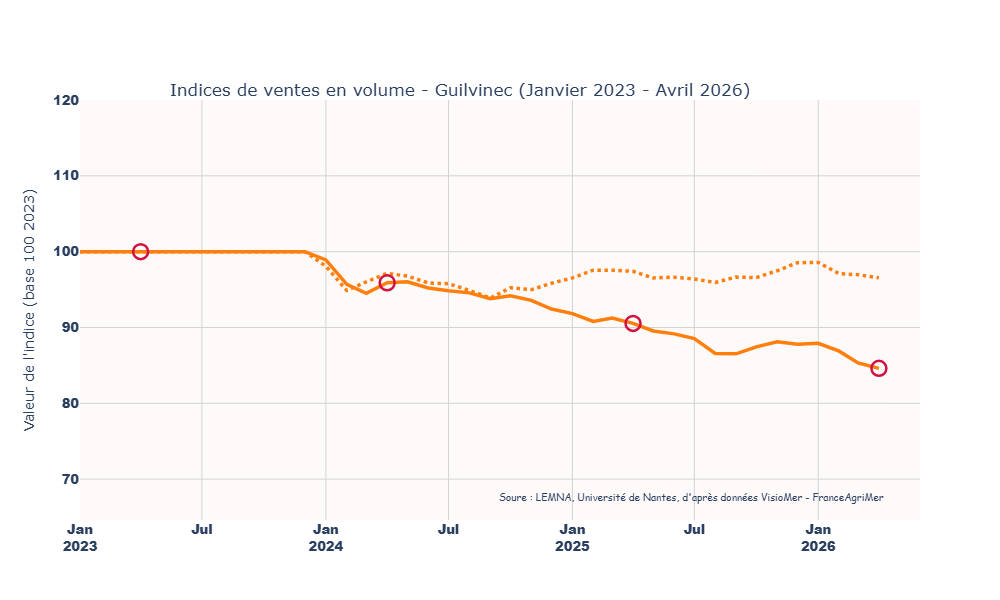 Indices de ventes en volume - Guilvinec (Janvier 2023 - Avril 2026)
Valeur de l'indice (base 100 2023)
120
110
100
90
80
70
Soure : LEMNA, Université de Nantes, d'après données VisioMer - FranceAgriMer
Jan Jul Jan Jul Jan Jul Jan
2023 2024 2025 2026